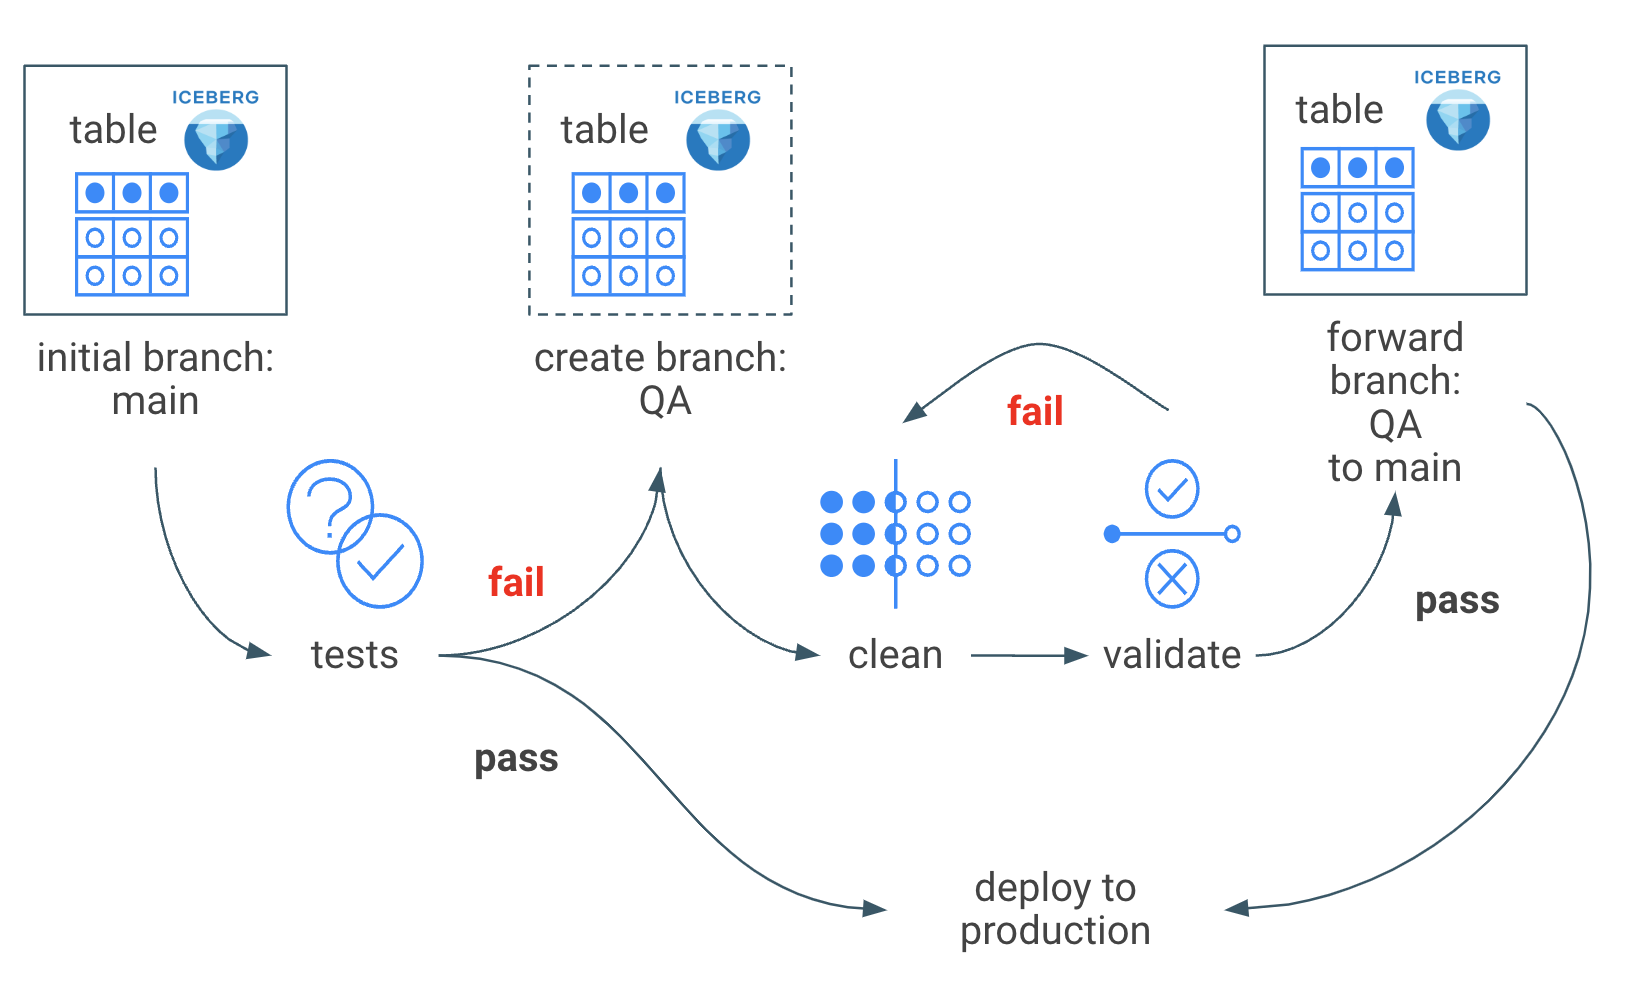 ICEBERG
table
initial branch:
main
ICEBERG
table
create branch:
QA
ICEBERG
table
forward
branch:
QA
to main
fail
fail
pass
tests
clean
validate
pass
deploy to
production